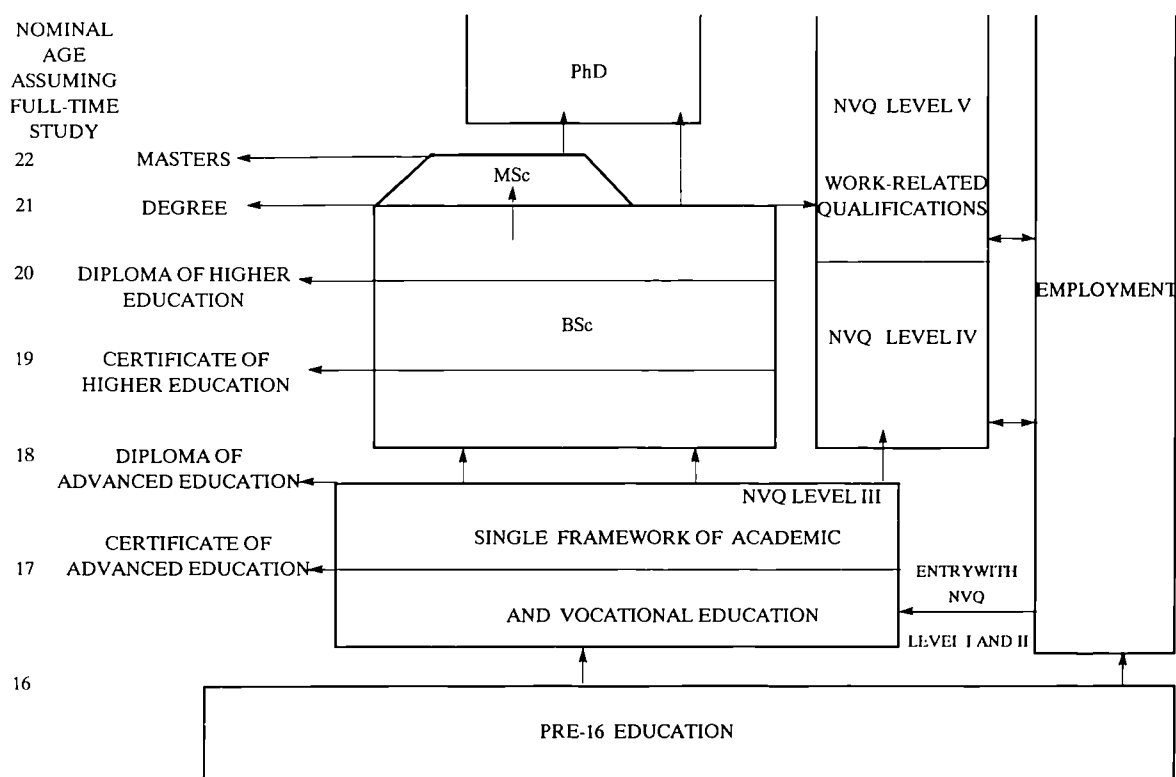 NOMINAL
AGE
ASSUMING
FULL-TIME
STUDY
PhD
NVQ LEVEL V
22
MASTERS
MSc
21
DEGREE
WORK-RELATED
QUALIFICATIONS
20
DIPLOMA OF HIGHER
EDUCATION
EMPLOYMENT
BSc
NVQ LEVEL IV
19
CERTIFICATE OF
HIGHER EDUCATION
18
DIPLOMA OF
ADVANCED EDUCATION
NVQ LEVEL III
SINGLE FRAMEWORK OF ACADEMIC
CERTIFICATE OF
ADVANCED EDUCATION
17
ENTRYWITH
NVQ
AND VOCATIONAL EDUCATION
LEVEL I AND II
16
PRE-16 EDUCATION